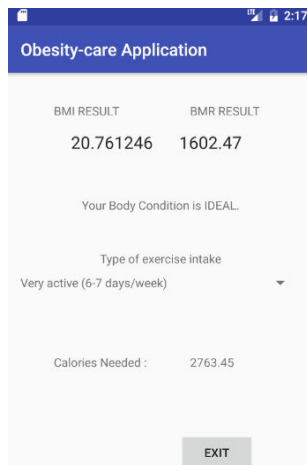 LTE 2:17
Obesity-care Application
BMI RESULT BMR RESULT
20.761246 1602.47
Your Body Condition is IDEAL.
Type of exercise intake
Very active (6-7 days/week)
Calories Needed : 2763.45
EXIT